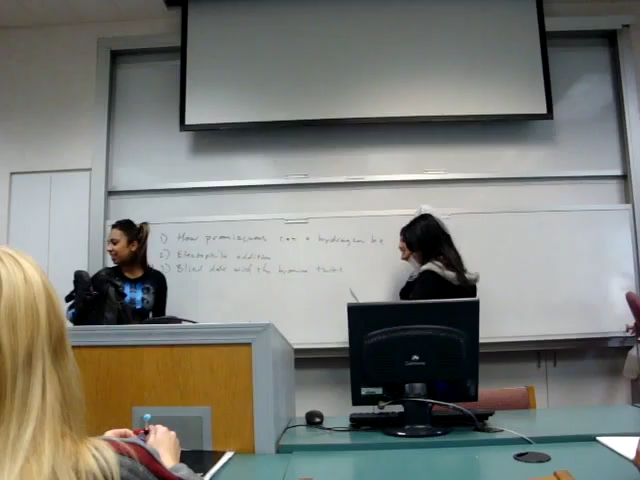 1) How promiscuous can a hydrogen be
2) Electrophilic addition
3) Blind date with the bromine twins